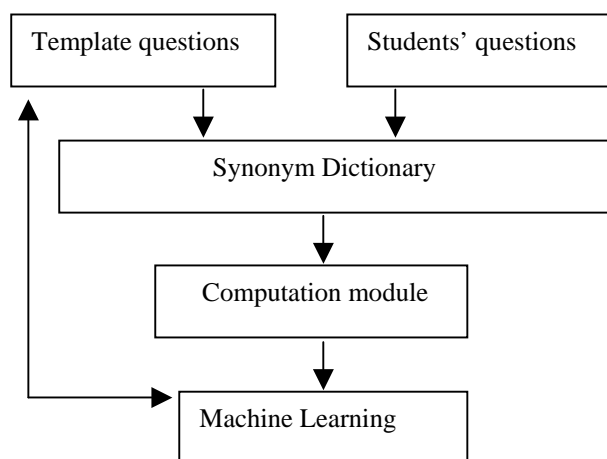 Template questions
Students’ questions
Synonym Dictionary
Computation module
Machine Learning